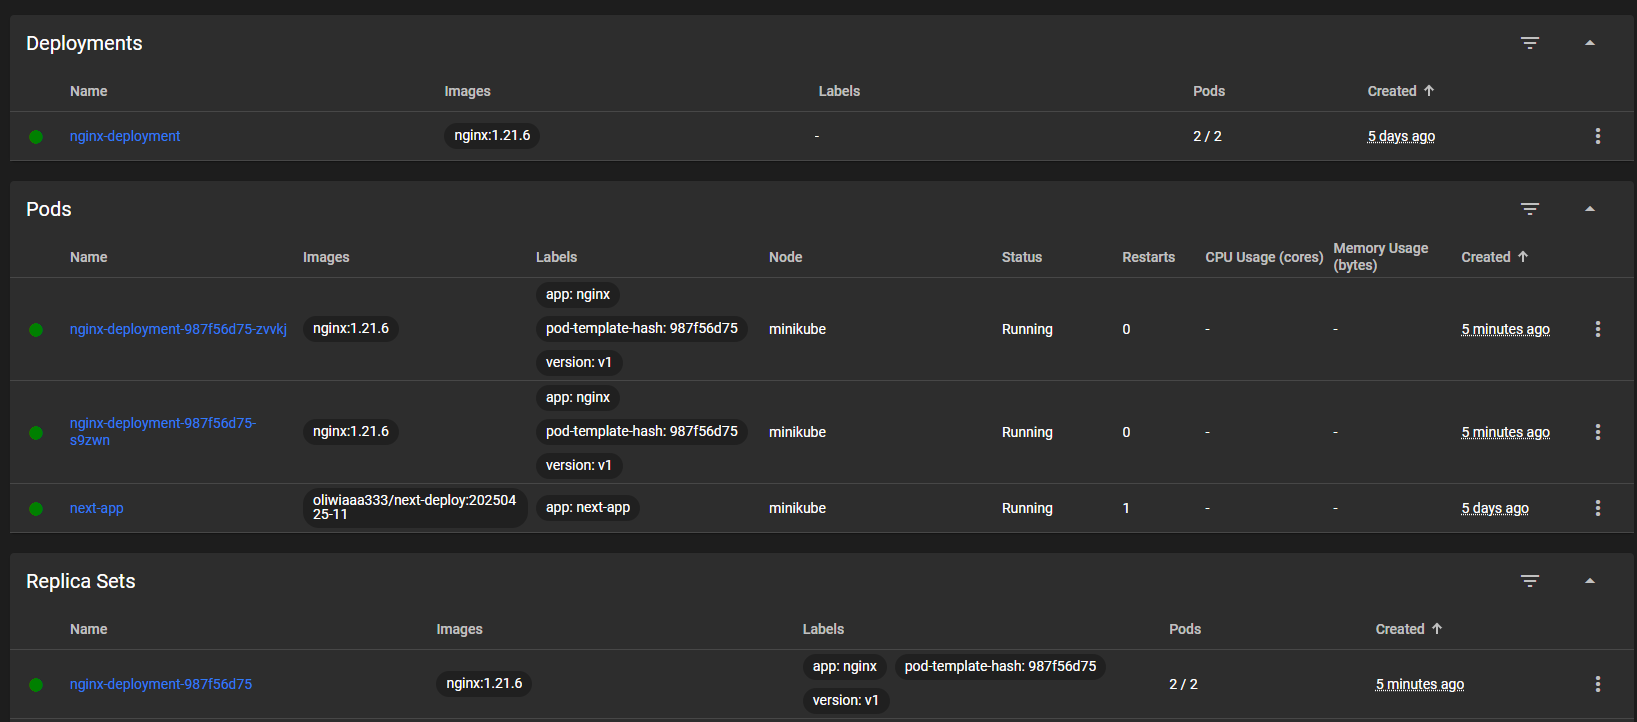 Deployments
Name Images Labels Pods Created
nginx-deployment nginx:1.21.6 - 2 / 2 5 days ago
Pods
Name Images Labels Node Status Restarts CPU Usage (cores) Memory Usage
(bytes) Created
app: nginx
nginx-deployment-987f56d75-zvvkj nginx:1.21.6 pod-template-hash: 987f56d75 minikube Running 0 - - 5 minutes ago
version: v1
app: nginx
nginx-deployment-987f56d75-
s9zwn nginx:1.21.6 pod-template-hash: 987f56d75 minikube Running 0 - - 5 minutes ago
version: v1
next-app oliwiaaa333/next-deploy:202504
25-11 app: next-app minikube Running 1 - - 5 days ago
Replica Sets
Name Images Labels Pods Created
app: nginx pod-template-hash: 987f56d75
nginx-deployment-987f56d75 nginx:1.21.6 2 / 2 5 minutes ago
version: v1